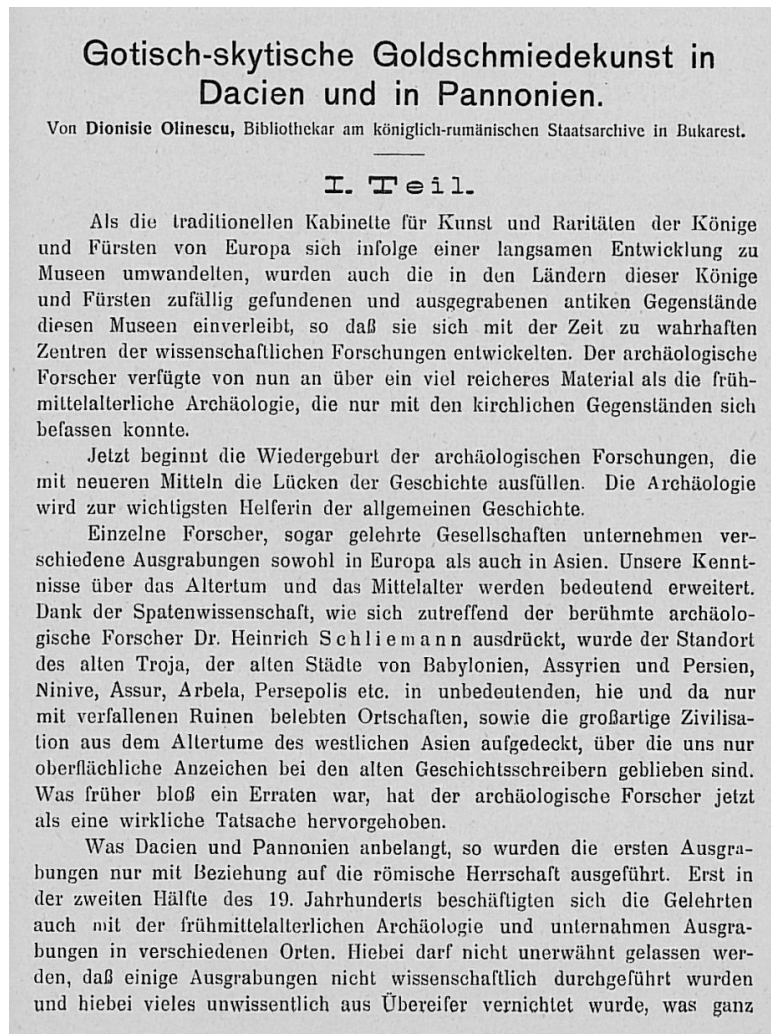 Gotisch-skytische Goldschmiedekunst in
Dacien und in Pannonien.
Von Dionisie Olinescu, Bibliothekar am königlich-rumänischen Staatsarchive in Bukarest.
I. Teil.
Als die traditionellen Kabinette für Kunst und Raritäten der Könige
und Fürsten von Europa sich infolge einer langsamen Entwicklung zu
Museen umwandelten, wurden auch die in den Ländern dieser Könige
und Fürsten zufällig gefundenen und ausgegrabenen antiken Gegenstände
diesen Museen einverleibt, so daß sie sich mit der Zeit zu wahrhaften
Zentren der wissenschaftlichen Forschungen entwickelten. Der archäologische
Forscher verfügte von nun an über ein viel reicheres Material als die früh-
mittelalterliche Archäologie, die nur mit den kirchlichen Gegenständen sich
befassen konnte.
Jetzt beginnt die Wiedergeburt der archäologischen Forschungen, die
mit neueren Mitteln die Lücken der Geschichte ausfüllen. Die Archäologie
wird zur wichtigsten Helferin der allgemeinen Geschichte.
Einzelne Forscher, sogar gelehrte Gesellschaften unternehmen ver-
schiedene Ausgrabungen sowohl in Europa als auch in Asien. Unsere Kennt-
nisse über das Altertum und das Mittelalter werden bedeutend erweitert.
Dank der Spatenwissenschaft, wie sich zutreffend der berühmte archäolo-
gische Forscher Dr. Heinrich Schliemann ausdrückt, wurde der Standort
des alten Troja, der alten Städte von Babylonien, Assyrien und Persien,
Ninive, Assur, Arbela, Persepolis etc. in unbedeutenden, hie und da nur
mit verfallenen Ruinen belebten Ortschaften, sowie die großartige Zivilisa-
tion aus dem Altertume des westlichen Asien aufgedeckt, über die uns nur
oberflächliche Anzeichen bei den alten Geschichtsschreibern geblieben sind.
Was früher bloß ein Erraten war, hat der archäologische Forscher jetzt
als eine wirkliche Tatsache hervorgehoben.
Was Dacien und Pannonien anbelangt, so wurden die ersten Ausgra-
bungen nur mit Beziehung auf die römische Herrschaft ausgeführt. Erst in
der zweiten Hälfte des 19. Jahrhunderts beschäftigten sich die Gelehrten
auch mit der frühmittelalterlichen Archäologie und unternahmen Ausgra-
bungen in verschiedenen Orten. Hiebei darf nicht unerwähnt gelassen wer-
den, daß einige Ausgrabungen nicht wissenschaftlich durchgeführt wurden
und hiebei vieles unwissentlich aus Übereifer vernichtet wurde, was ganz